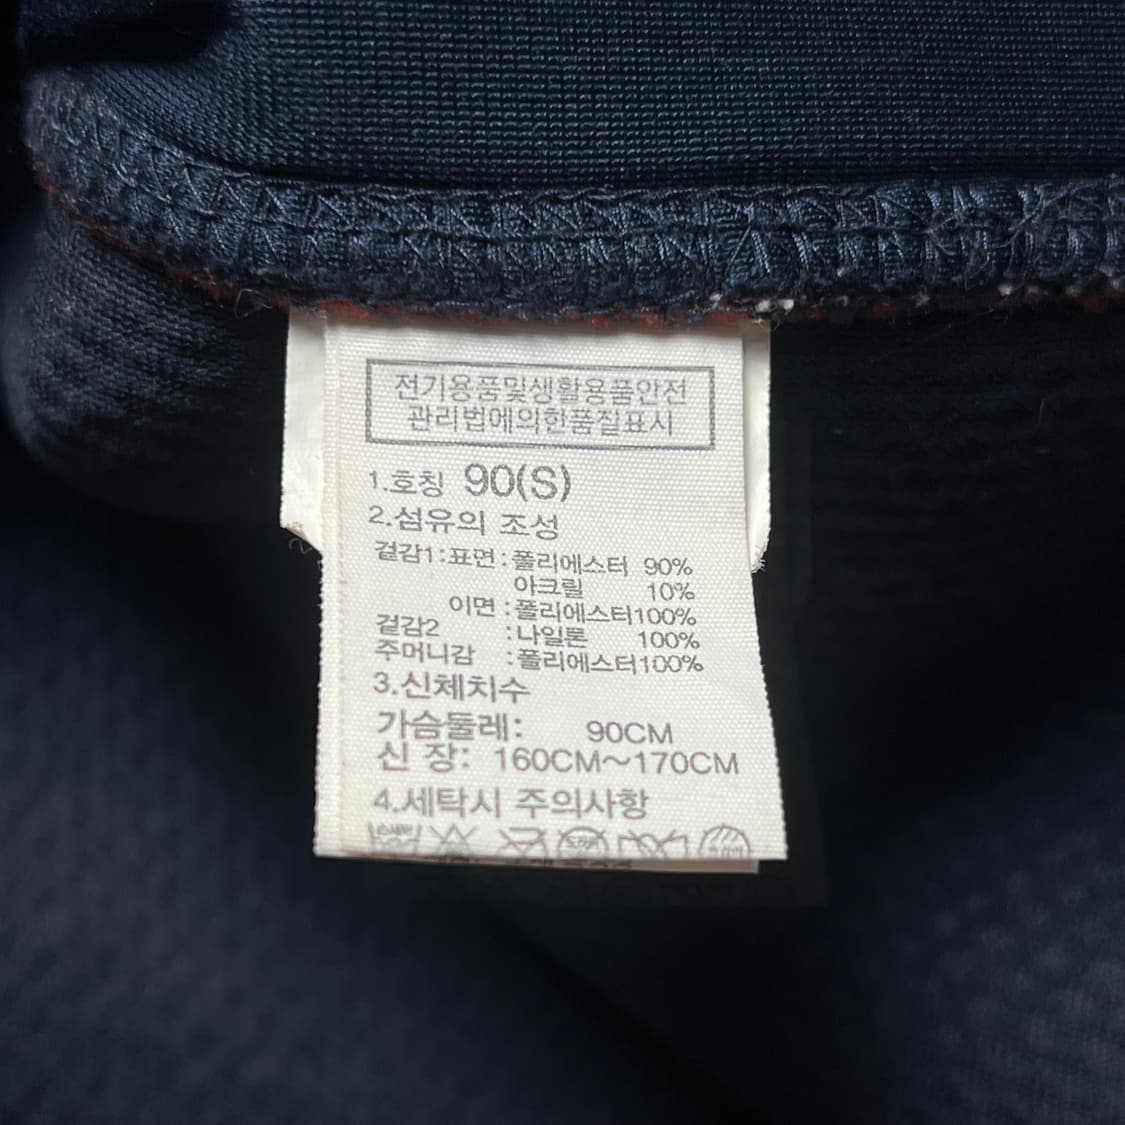 전기용품및생활용품안전
관리법에의한품질표시
1.호칭 90(S)
2.섬유의 조성
겉감1:표면:폴리에스터 90%
아크릴 10%
이면:폴리에스터100%
겉감2 :나일론 100%
주머니감 :폴리에스터100%
3.신체치수
가슴둘레: 90CM
신 장: 160CM~170CM
4.세탁시 주의사항